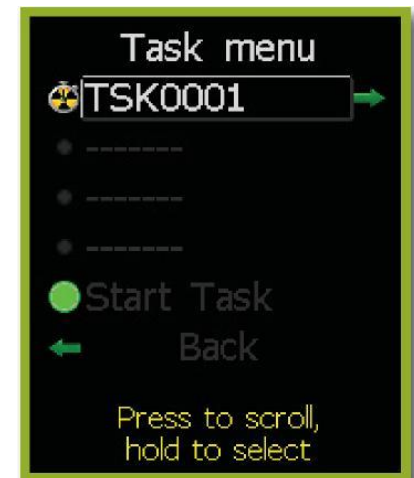 Task menu
TSK0001
-------
-------
-------
Start Task
Back
Press to scroll,
hold to select